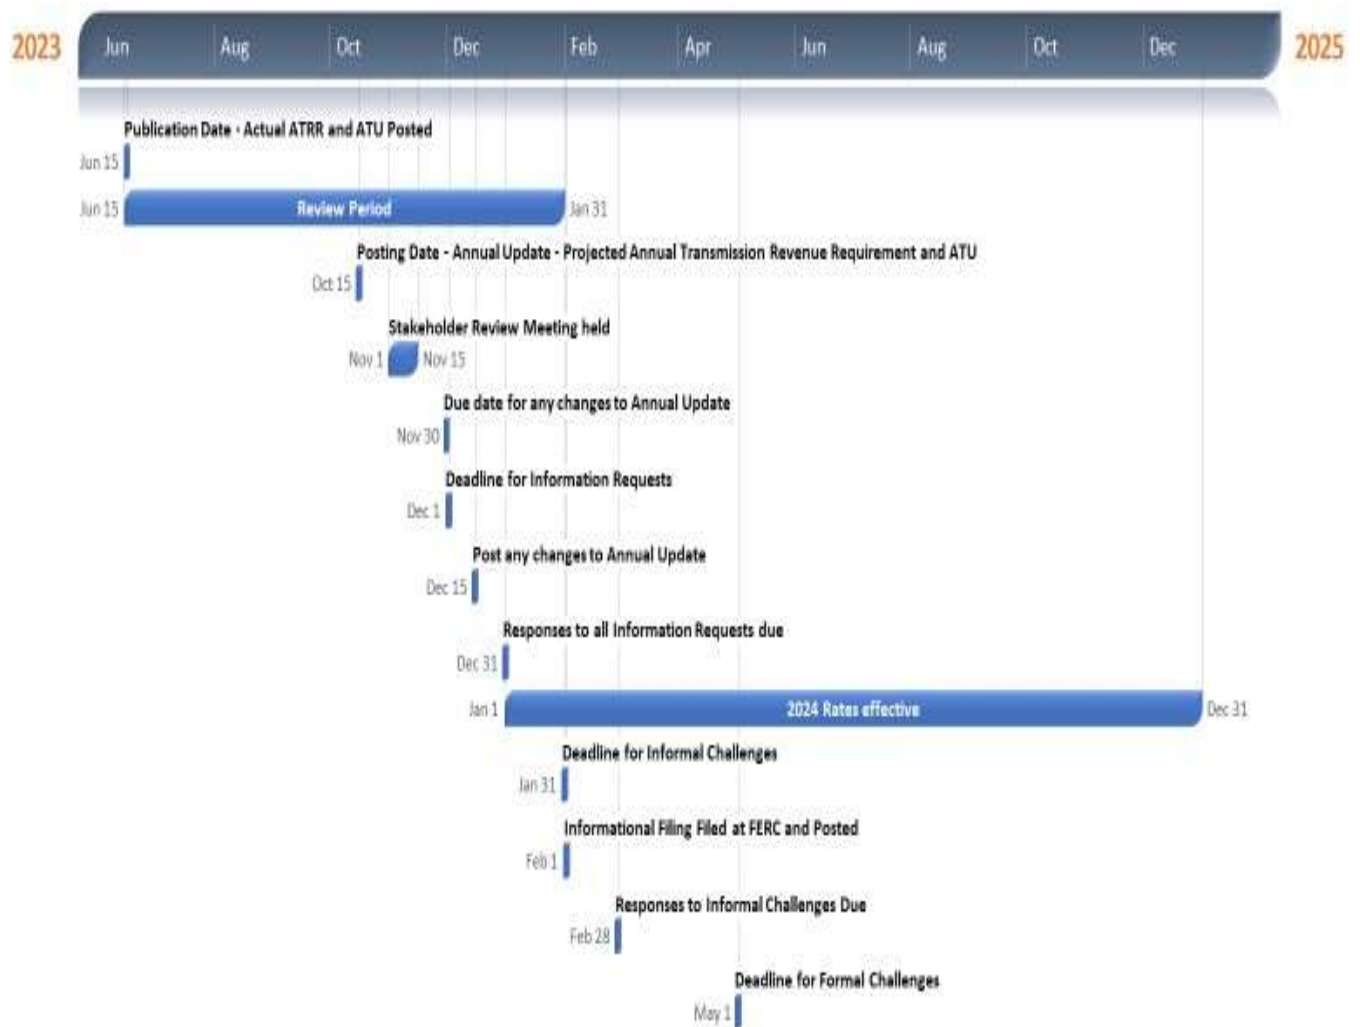 2023 Jun Aug Oct Dec Feb Apr Jun Aug Oct Dec 2025
Publication Date - Actual ATRR and ATU Posted
Jun 15
Jun 15 Review Period Jan 31
Posting Date - Annual Update - Projected Annual Transmission Revenue Requirement and ATU
Oct 15
Stakeholder Review Meeting held
Nov 1 Nov 15
Due date for any changes to Annual Update
Nov 30
Deadline for Information Requests
Dec 1
Post any changes to Annual Update
Dec 15
Responses to all Information Requests due
Dec 31
Jan 1 2024 Rates effective Dec 31
Deadline for Informal Challenges
Jan 31
Informational Filing Filed at FERC and Posted
Feb 1
Responses to Informal Challenges Due
Feb 28
Deadline for Formal Challenges
May 1